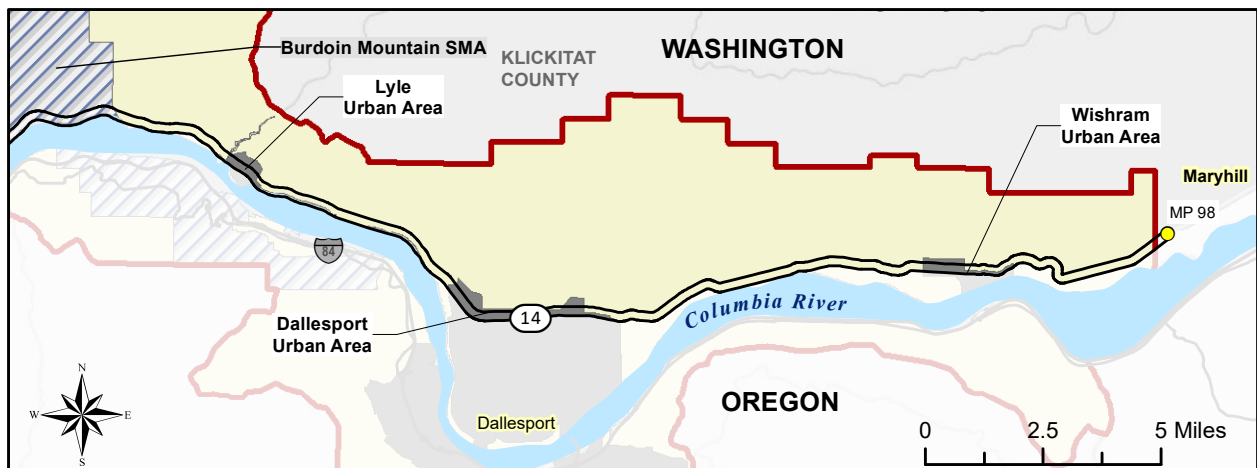 Burdoin Mountain SMA
WASHINGTON
KLICKITAT
COUNTY
Lyle
Urban Area
Wishram
Urban Area
Maryhill
MP 98
84
Columbia River
14
Dallesport
Urban Area
N
W
E
S
Dallesport
OREGON
0
2.5
5 Miles